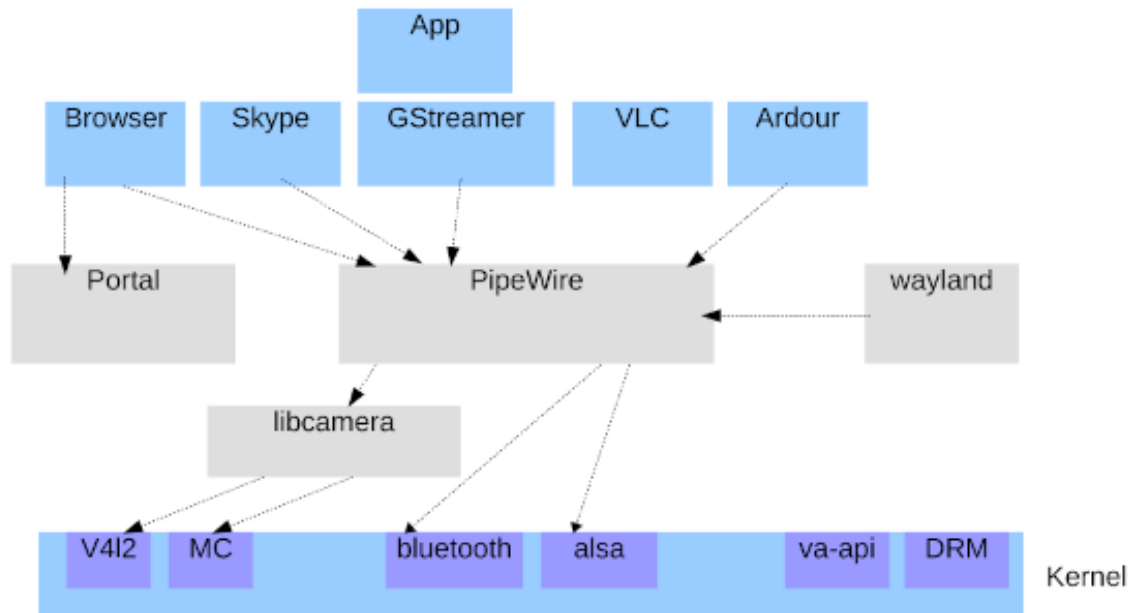 App
Browser
Skype
GStreamer
VLC
Ardour
Portal
PipeWire
wayland
libcamera
V4l2
MC
bluetooth
alsa
va-api
DRM
Kernel